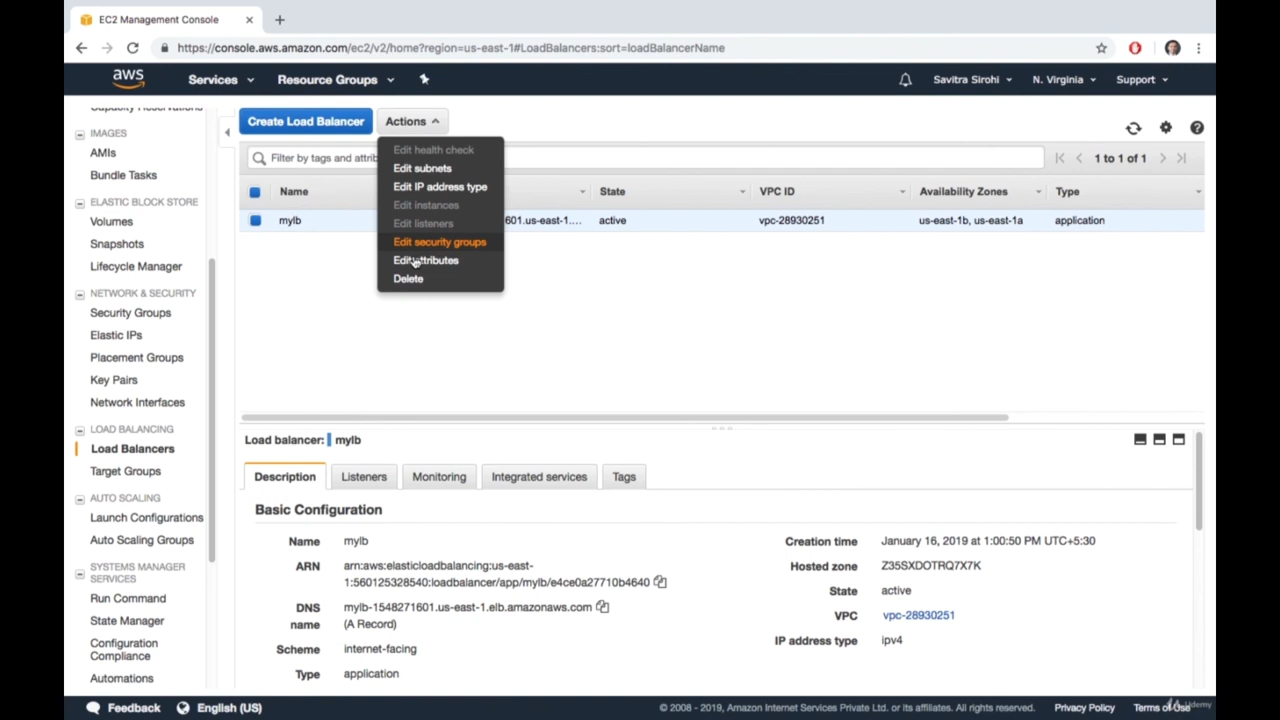 EC2 Management Console
https://console.aws.amazon.com/ec2/v2/home?region=us-east-1#LoadBalancers:sort=loadBalancerName
aws Services Resource Groups Savitra Sirohi N. Virginia Support
Capacity Reservations
IMAGES
AMIs
Bundle Tasks
ELASTIC BLOCK STORE
Volumes
Snapshots
Lifecycle Manager
NETWORK & SECURITY
Security Groups
Elastic IPs
Placement Groups
Key Pairs
Network Interfaces
LOAD BALANCING
Load Balancers
Target Groups
AUTO SCALING
Launch Configurations
Auto Scaling Groups
SYSTEMS MANAGER
SERVICES
Run Command
State Manager
Configuration
Compliance
Automations
Create Load Balancer Actions
Filter by tags and attrib
1 to 1 of 1
Edit health check
Edit subnets
Edit IP address type
Edit instances
Edit listeners
Edit security groups
Edit attributes
Delete
Name State VPC ID Availability Zones Type
mylb 601.us-east-1.... active vpc-28930251 us-east-1b, us-east-1a application
Load balancer: mylb
Description Listeners Monitoring Integrated services Tags
Basic Configuration
Name mylb
ARN arn:aws:elasticloadbalancing:us-east-
1:560125328540:loadbalancer/app/mylb/e4ce0a27710b4640
DNS name mylb-1548271601.us-east-1.elb.amazonaws.com
(A Record)
Scheme internet-facing
Type application
Creation time January 16, 2019 at 1:00:50 PM UTC+5:30
Hosted zone Z35SXDOTRQ7X7K
State active
VPC vpc-28930251
IP address type ipv4
Feedback English (US) © 2008 - 2019, Amazon Internet Services Private Ltd. or its affiliates. All rights reserved. Privacy Policy Terms of Use
Udemy